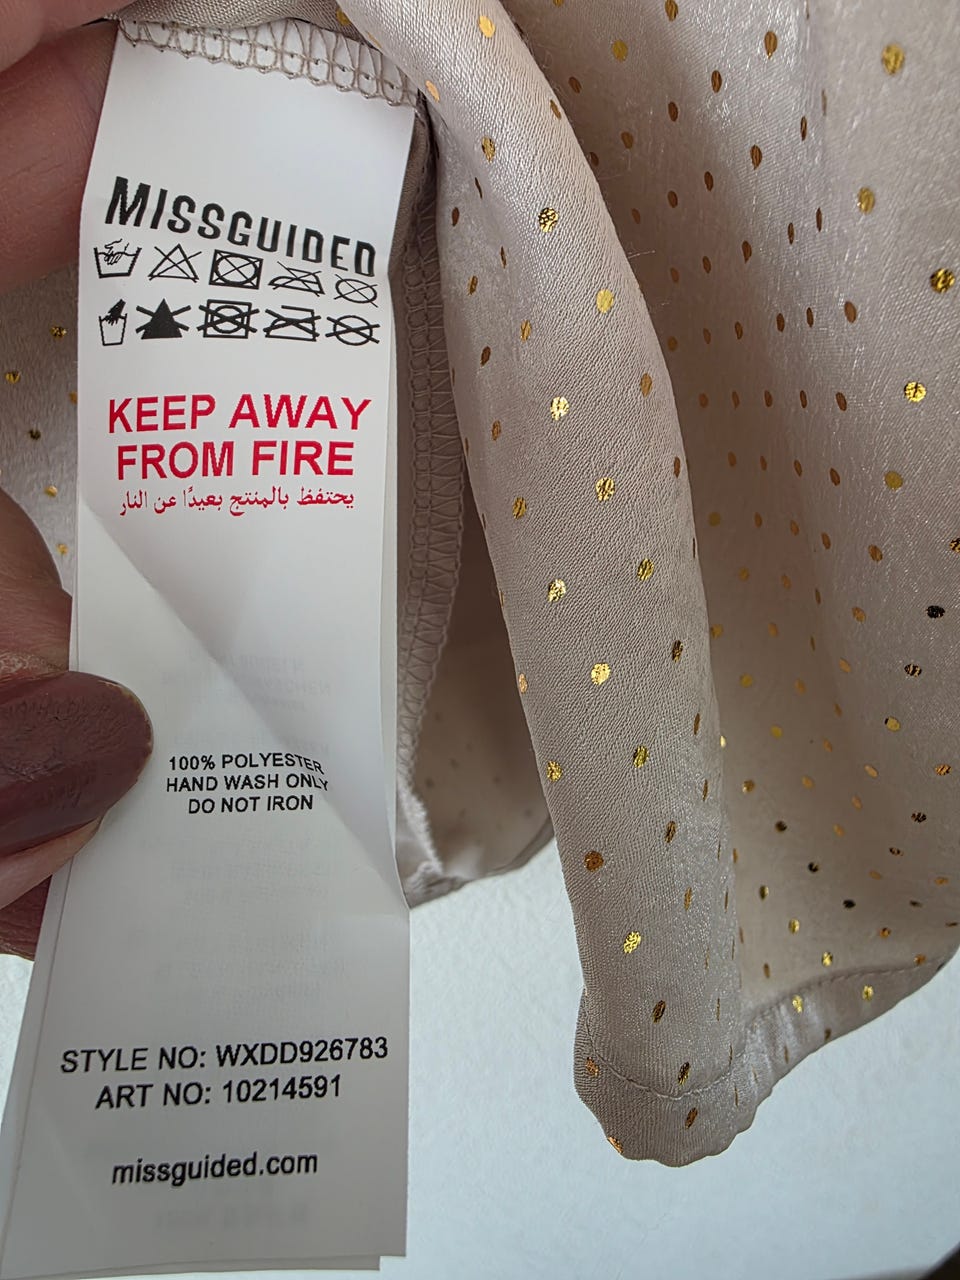 MISSGUIDED
KEEP AWAY
FROM FIRE
يحتفظ بالمنتج بعيدًا عن النار
100% POLYESTER
HAND WASH ONLY
DO NOT IRON
STYLE NO: WXDD926783
ART NO: 10214591
missguided.com